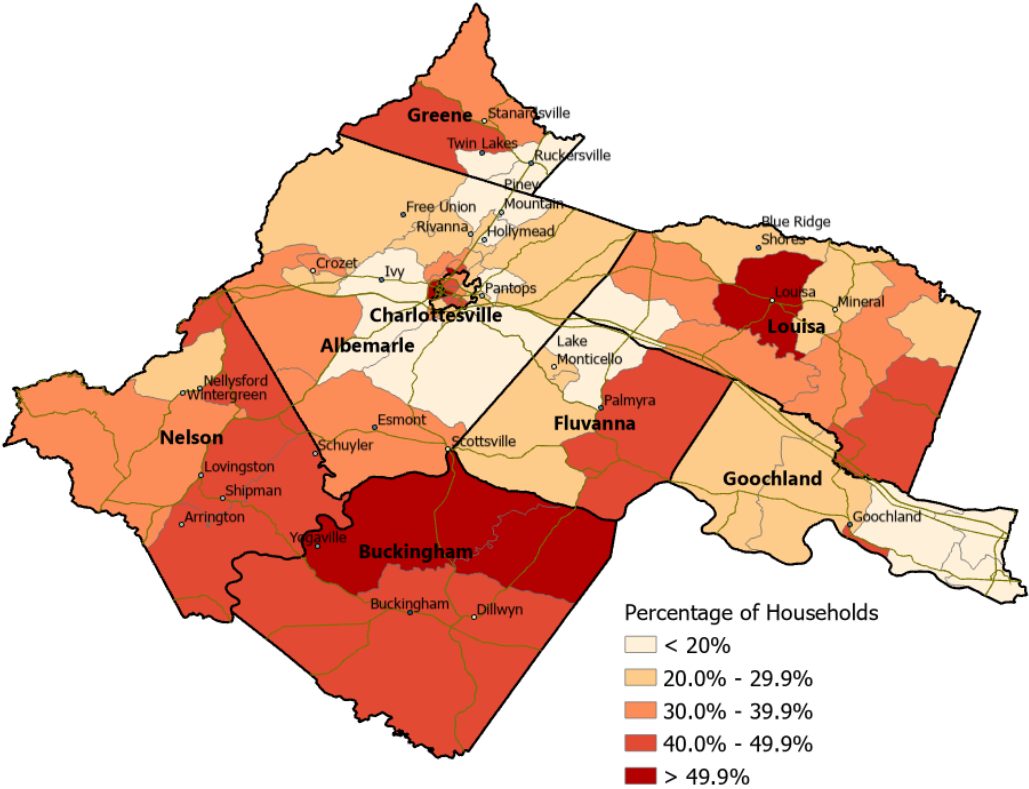 Greene
Stanardsville
Twin Lakes
Ruckersville
Piney
Mountain
Free Union
Rivanna
Hollymead
Blue Ridge
Shores
Crozet
Ivy
Pantops
Louisa
Mineral
Charlottesville
Louisa
Albemarle
Lake
Monticello
Nellysford
Wintergreen
Palmyra
Esmont
Fluvanna
Nelson
Schuyler
Scottsville
Lovingston
Goochland
Shipman
Arrington
Goochland
Yogaville
Buckingham
Buckingham
Dillwyn
Percentage of Households
< 20%
20.0% - 29.9%
30.0% - 39.9%
40.0% - 49.9%
> 49.9%